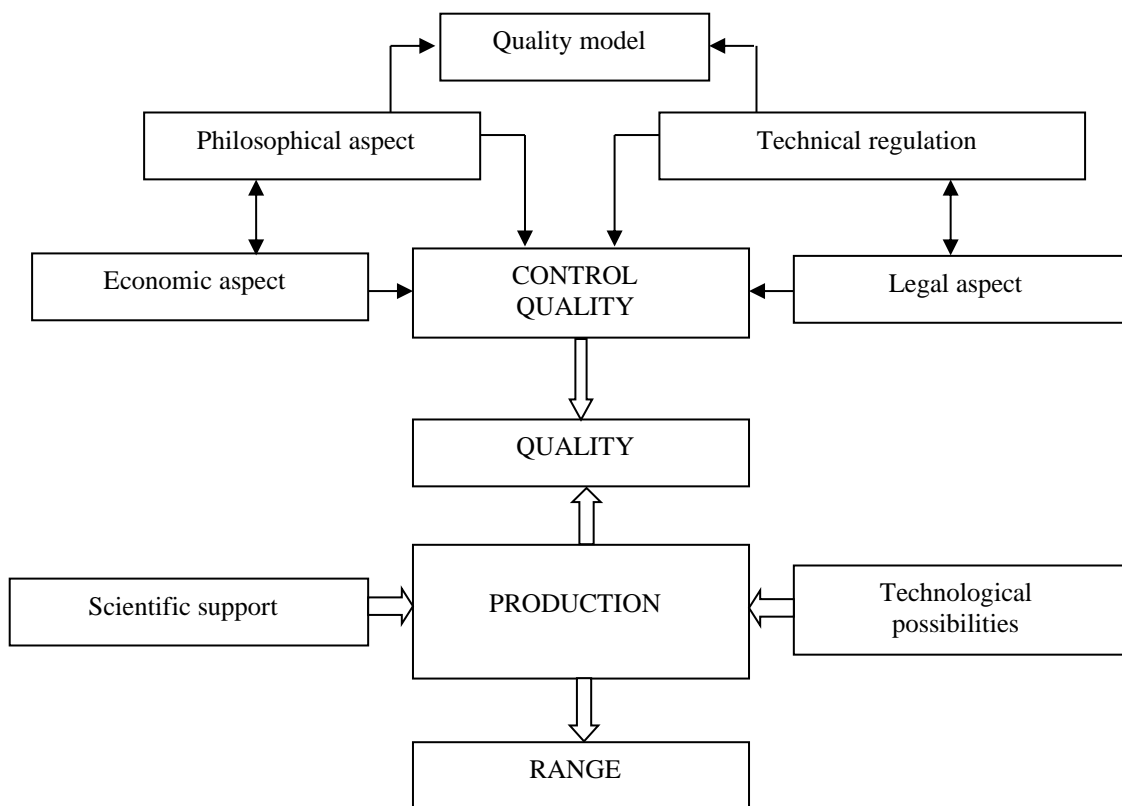 Quality model
Philosophical aspect
Technical regulation
Economic aspect
CONTROL
QUALITY
Legal aspect
QUALITY
Scientific support
PRODUCTION
Technological
possibilities
RANGE